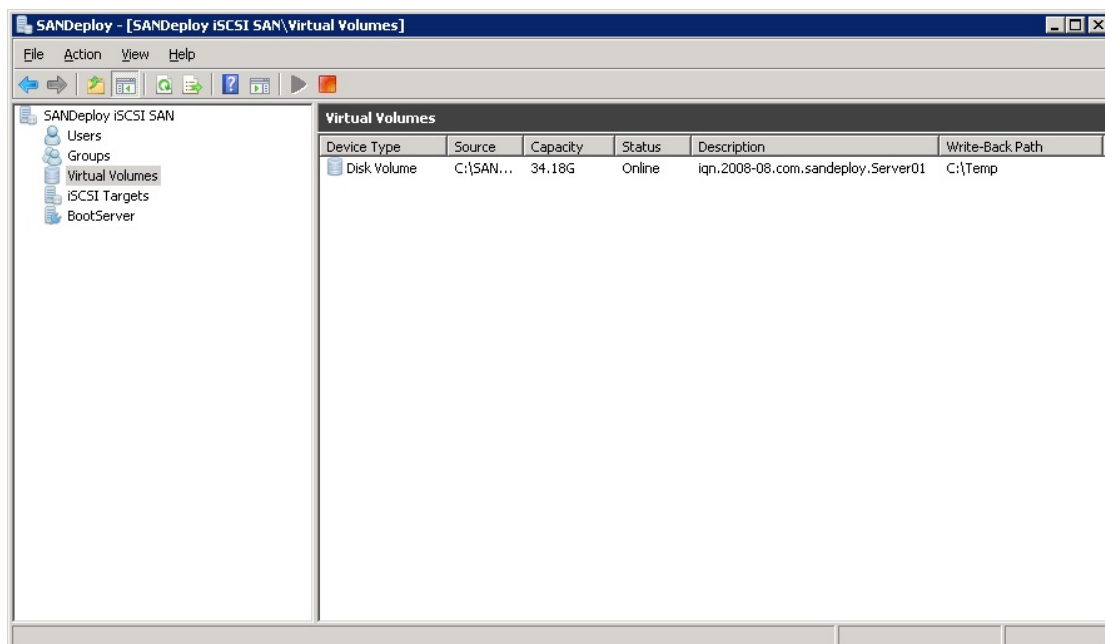 SANDeploy - [SANDeploy iSCSI SAN\Virtual Volumes]
File Action View Help
SANDeploy iSCSI SAN
Users
Groups
Virtual Volumes
iSCSI Targets
BootServer
Virtual Volumes
Device Type Source Capacity Status Description Write-Back Path
Disk Volume C:\SAN... 34.18G Online iqn.2008-08.com.sandeploy.Server01 C:\Temp